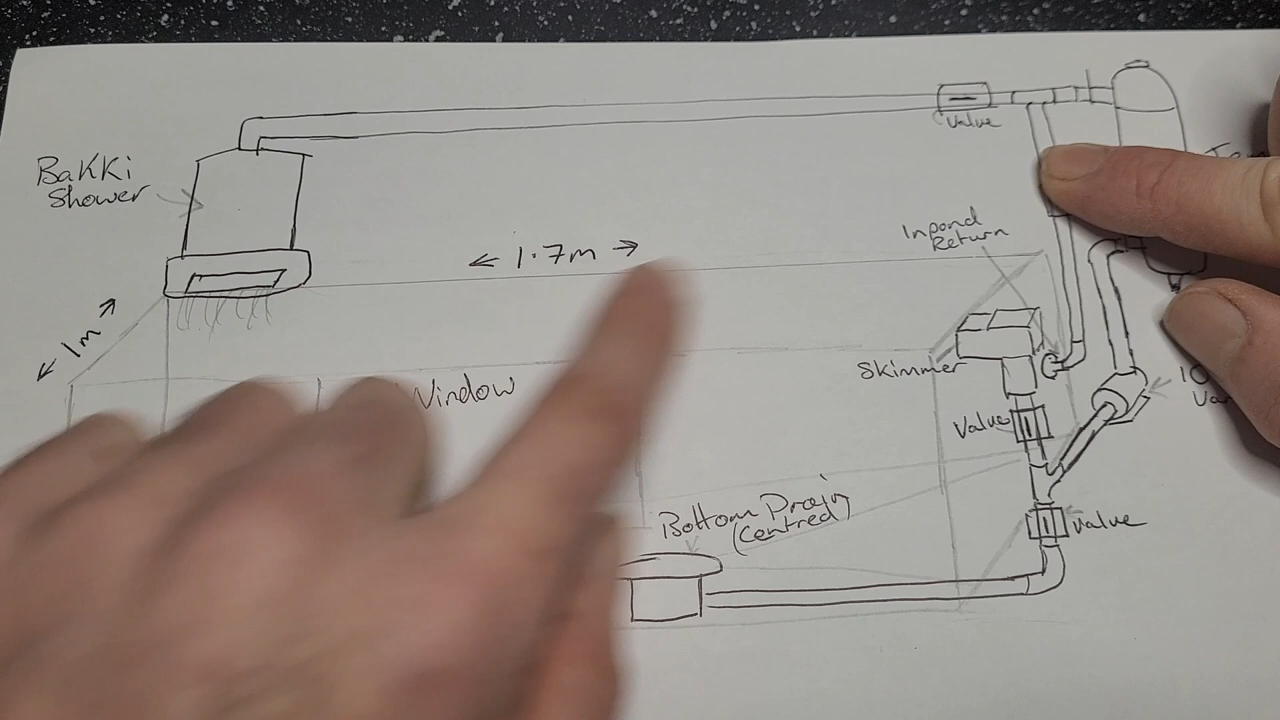 Valve
Bakki
Shower
Inpond
Return
1.7m
1m
Skimmer
Window
Valve
Bottom Drain
(Centred)
Valve